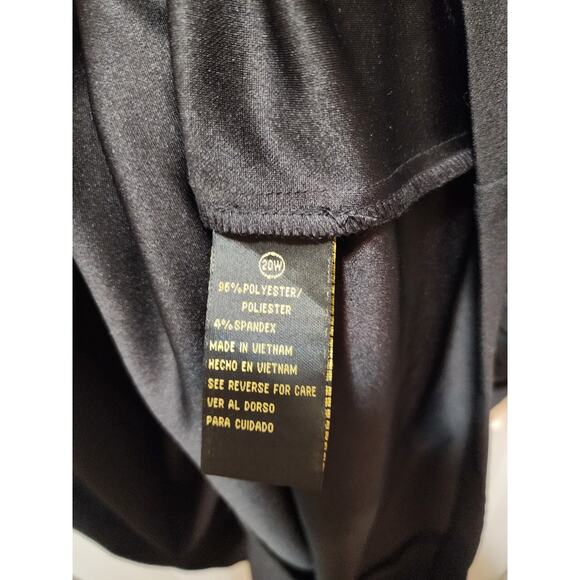 20W
96%POLYESTER/
POLIESTER
4%SPANDEX
MADE IN VIETNAM
HECHO EN VIETNAM
SEE REVERSE FOR CARE
VER AL DORSO
PARA CUIDADO